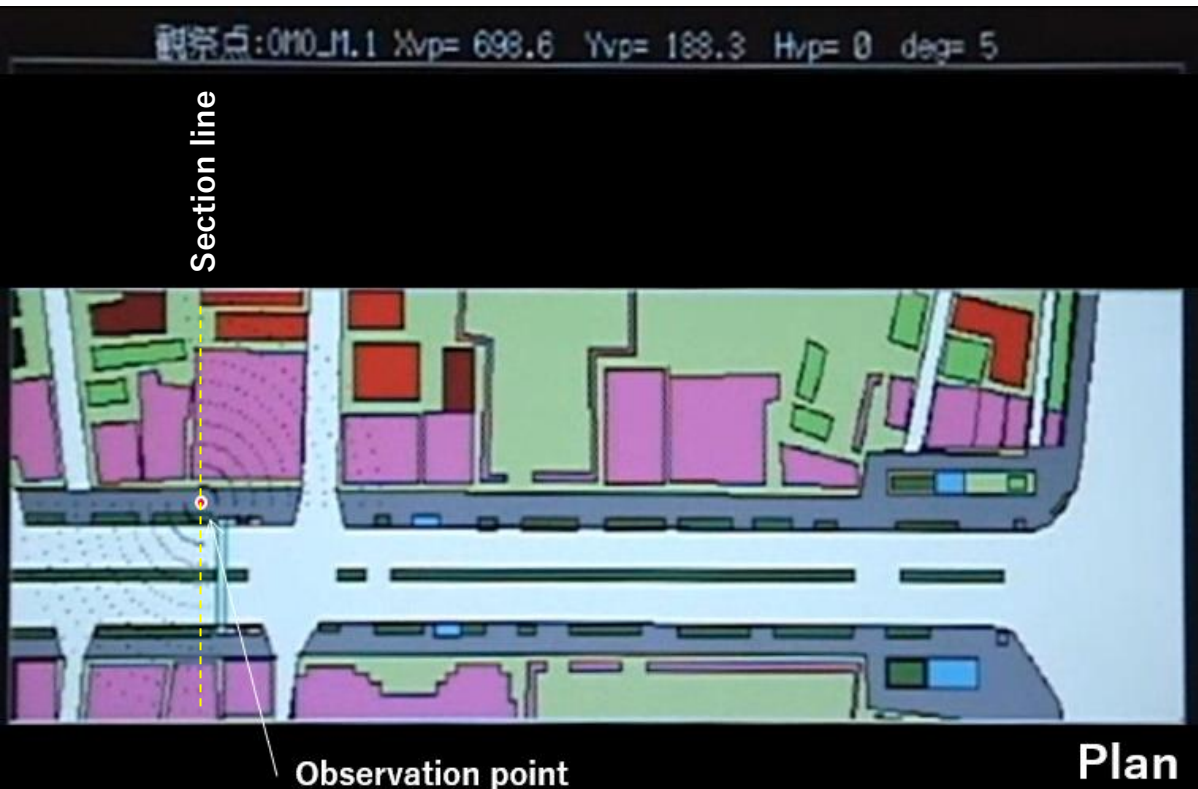 観察点:OMO_M.1 Xvp= 698.6 Yvp= 188.3 Hvp= 0 deg= 5
Section line
Observation point
Plan